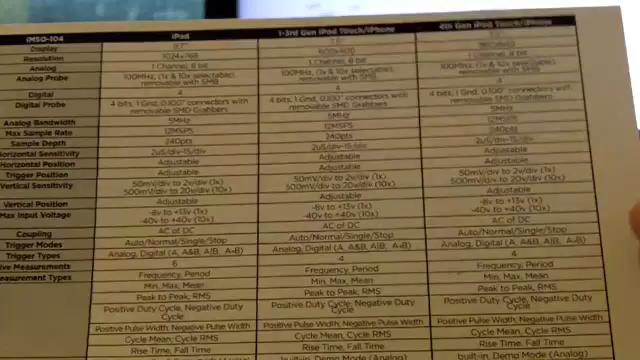 iMSO-104 iPad 1-3rd Gen iPod Touch/iPhone 4th Gen iPod Touch/iPhone
Display 9.7"
Resolution 1024x768
Analog 1 Channel, 8 bit 1 Channel, 8 bit 1 Channel, 8 bit
Analog Probe 100MHz, (1x & 10x selectable), removable with SMB 100MHz, (1x & 10x selectable), removable with SMB 100MHz, (1x & 10x selectable), removable with SMB
Digital 4 4 4
Digital Probe 4 bits, 1 Gnd, 0.100" connectors with removable SMD Grabbers 4 bits, 1 Gnd, 0.100" connectors with removable SMD Grabbers 4 bits, 1 Gnd, 0.100" connectors with removable SMD Grabbers
Analog Bandwidth 5MHz 5MHz 5MHz
Max Sample Rate 12MSPS 12MSPS 12MSPS
Sample Depth 240pts 240pts 240pts
Horizontal Sensitivity 2uS/div-1S/div 2uS/div-1S/div 2uS/div-1S/div
Horizontal Position Adjustable Adjustable Adjustable
Trigger Position Adjustable Adjustable Adjustable
Vertical Sensitivity 50mV/div to 2v/div (1x) 500mV/div to 20v/div (10x) 50mV/div to 2v/div (1x) 500mV/div to 20v/div (10x) 50mV/div to 2v/div (1x) 500mV/div to 20v/div (10x)
Vertical Position Adjustable Adjustable Adjustable
Max Input Voltage -8v to +13v (1x) -40v to +40v (10x) -8v to +13v (1x) -40v to +40v (10x) -8v to +13v (1x) -40v to +40v (10x)
Coupling AC of DC AC of DC AC of DC
Trigger Modes Auto/Normal/Single/Stop Auto/Normal/Single/Stop Auto/Normal/Single/Stop
Trigger Types Analog, Digital (A, A&B, A|B, Analog, Digital (A, A&B, A|B, Analog, Digital (A, A&B, A|B,
Measurements 6 4 4
Measurement Types Frequency, Period Frequency, Period Frequency, Period
Min, Max, Mean Min, Max, Mean Min, Max, Mean
Peak to Peak, RMS Peak to Peak, RMS Peak to Peak, RMS
Positive Duty Cycle, Negative Duty Cycle Positive Duty Cycle, Negative Duty Cycle Positive Duty Cycle, Negative Duty Cycle
Positive Pulse Width, Negative Pulse Width Positive Pulse Width, Negative Pulse Width Positive Pulse Width, Negative Pulse Width
Cycle Mean, Cycle RMS Cycle Mean, Cycle RMS Cycle Mean, Cycle RMS
Rise Time, Fall Time Rise Time, Fall Time Rise Time, Fall Time
Built-in, Demo Mode (Analog) Built-in, Demo Mode (Analog)